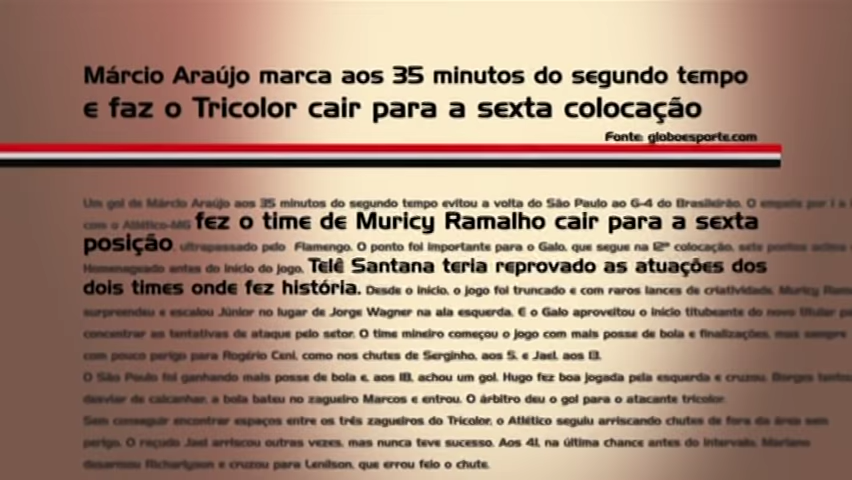 Márcio Araújo marca aos 35 minutos do segundo tempo
e faz o Tricolor cair para a sexta colocação
Fonte: globoesporte.com
Um gol de Márcio Araújo aos 35 minutos do segundo tempo evitou a volta do São Paulo ao G-4 do Brasileirão. O empate por 1 a
com o Atlético-MG fez o time de Muricy Ramalho cair para a sexta
posição, ultrapassado pelo Flamengo. O ponto foi importante para o Galo, que segue na 12ª colocação, sete pontos acima
Homenageado antes do início do jogo, Telê Santana teria reprovado as atuações dos
dois times onde fez história. Desde o início, o jogo foi truncado e com raros lances de criatividade. Muricy
surpreendeu e escalou Júnior no lugar de Jorge Wagner na ala esquerda. E o Galo aproveitou o início titubeante do novo titular
concentrar as tentativas de ataque pelo setor. O time mineiro começou o jogo com mais posse de bola e finalizações, mas sempre
com pouco perigo para Rogério Ceni, como nos chutes de Serginho, aos 5, e Jael, aos 13.
O São Paulo foi ganhando mais posse de bola e, aos 18, achou um gol. Hugo fez boa jogada pela esquerda e cruzou. Borges tentou
desviar de calcanhar, a bola bateu no zagueiro Marcos e entrou. O árbitro deu o gol para o atacante tricolor.
Sem conseguir encontrar espaços entre os três zagueiros do Tricolor, o Atlético seguiu arriscando chutes de fora da área sem
perigo. O raçudo Jael arriscou outras vezes, mas nunca teve sucesso. Aos 41, na última chance antes do intervalo, Mariano
desarmou Richarlyson e cruzou para Lenilson, que errou feio o chute.